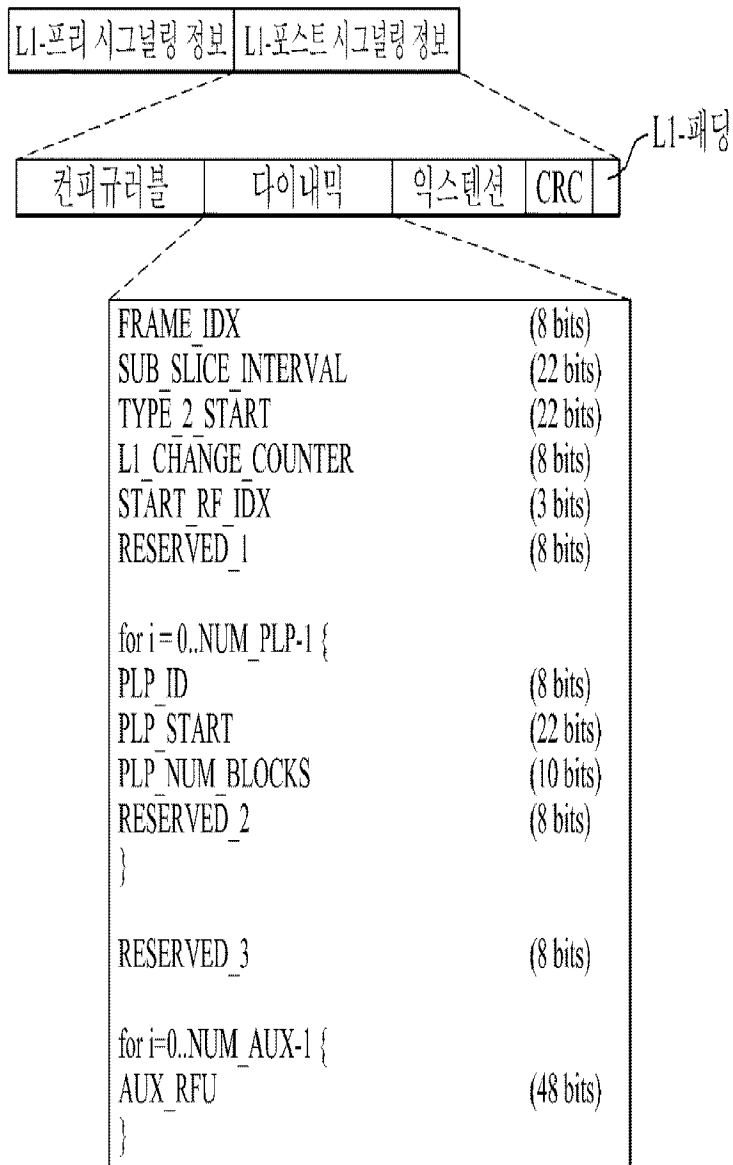 L1-프리 시그널링 정보 L1-포스트 시그널링 정보
L1-패딩
컨피규러블 다이내믹 익스텐션 CRC
FRAME_IDX (8 bits)
SUB_SLICE_INTERVAL (22 bits)
TYPE_2_START (22 bits)
L1_CHANGE_COUNTER (8 bits)
START_RF_IDX (3 bits)
RESERVED_1 (8 bits)
for i = 0..NUM_PLP-1 {
PLP_ID (8 bits)
PLP_START (22 bits)
PLP_NUM_BLOCKS (10 bits)
RESERVED_2 (8 bits)
}
RESERVED_3 (8 bits)
for i=0..NUM_AUX-1 {
AUX_RFU (48 bits)
}